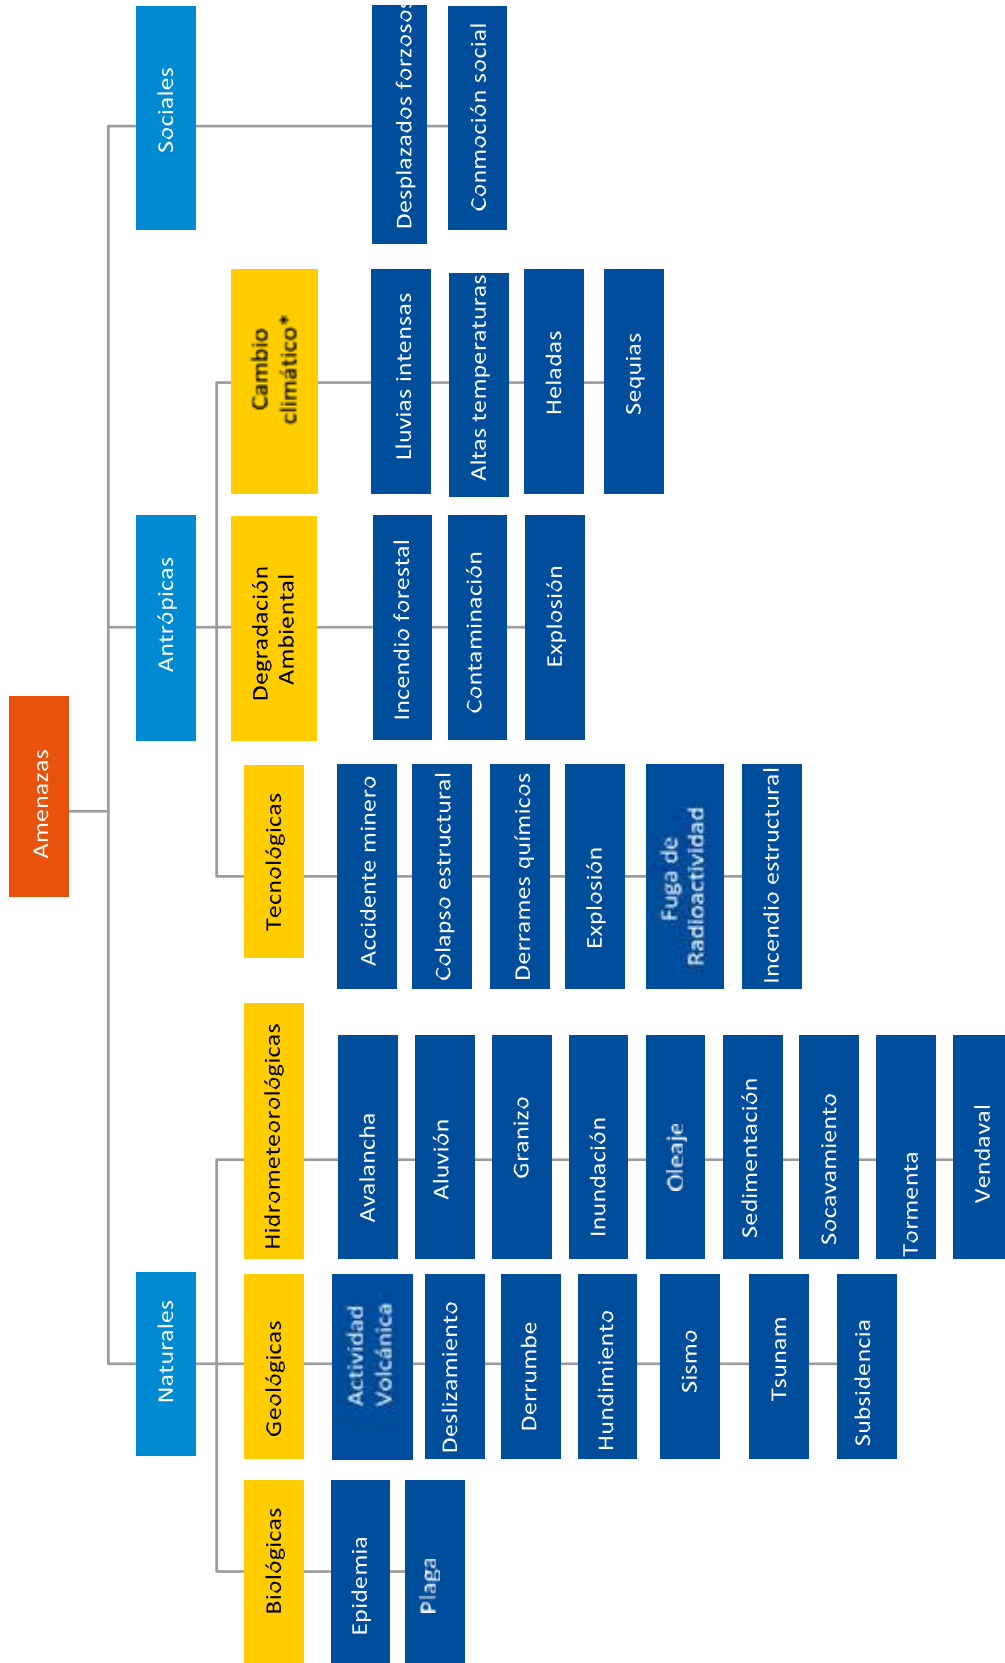 Amenazas
Naturales
Antrópicas
Sociales
Biológicas
Geológicas
Hidrometeorológicas
Tecnológicas
Degradación
Ambiental
Cambio
climático*
Epidemia
Plaga
Actividad
Volcánica
Deslizamiento
Derrumbe
Hundimiento
Sismo
Tsunam
Subsidencia
Avalancha
Aluvión
Granizo
Inundación
Oleaje
Sedimentación
Socavamiento
Tormenta
Vendaval
Accidente minero
Colapso estructural
Derrames químicos
Explosión
Fuga de
Radioactividad
Incendio estructural
Incendio forestal
Contaminación
Explosión
Lluvias intensas
Altas temperaturas
Heladas
Sequias
Desplazados forzosos
Conmoción social